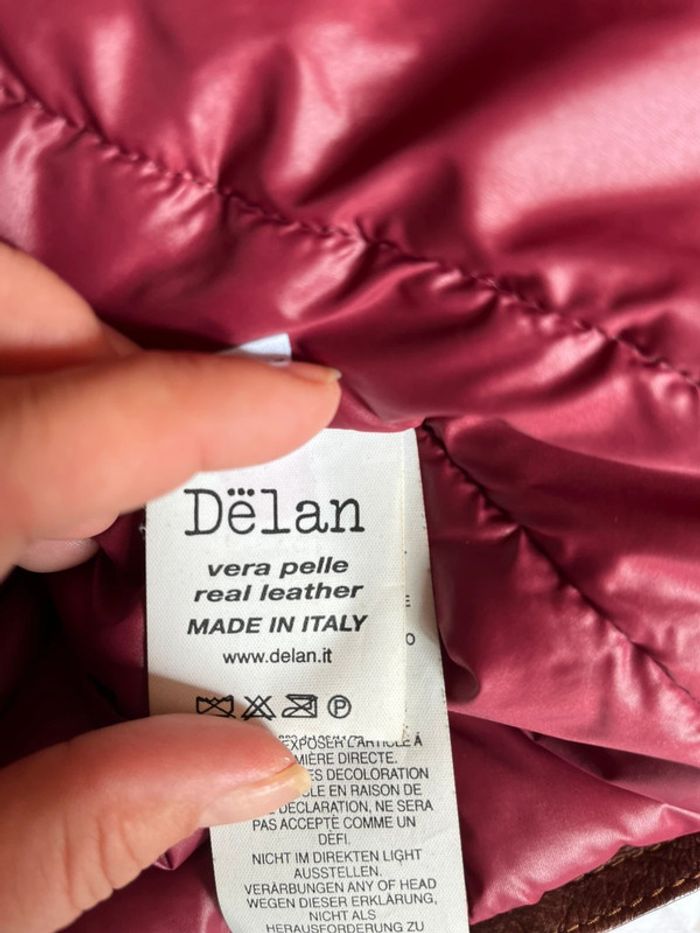 Dëlan
vera pelle
real leather
MADE IN ITALY
www.delan.it
P
EXPOSER L'ARTICLE À
MIÈRE DIRECTE.
ES DECOLORATION
LE EN RAISON DE
DECLARATION, NE SERA
PAS ACCEPTÈ COMME UN
DÉFI.
NICHT IM DIREKTEN LIGHT
AUSSTELLEN.
VERÄRBUNGEN ANY OF HEAD
WEGEN DIESER ERKLÄRUNG,
NICHT ALS
HERAUSFORDERUNG ZU